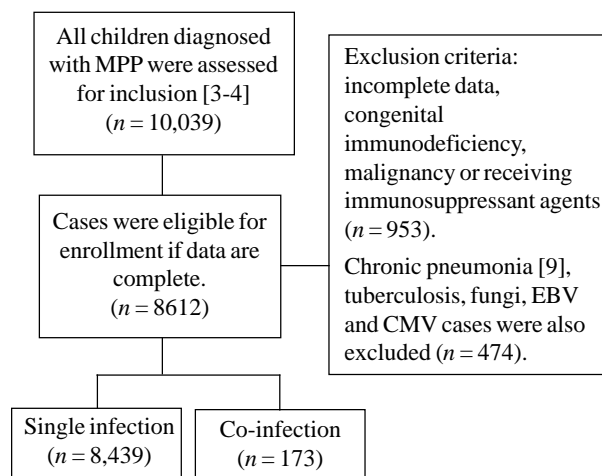 All children diagnosed
with MPP were assessed
for inclusion [3-4]
(n = 10,039)
Exclusion criteria:
incomplete data,
congenital
immunodeficiency,
malignancy or receiving
immunosuppressant agents
(n = 953).
Chronic pneumonia [9],
tuberculosis, fungi, EBV
and CMV cases were also
excluded (n = 474).
Cases were eligible for
enrollment if data are
complete.
(n = 8612)
Single infection
(n = 8,439)
Co-infection
(n = 173)